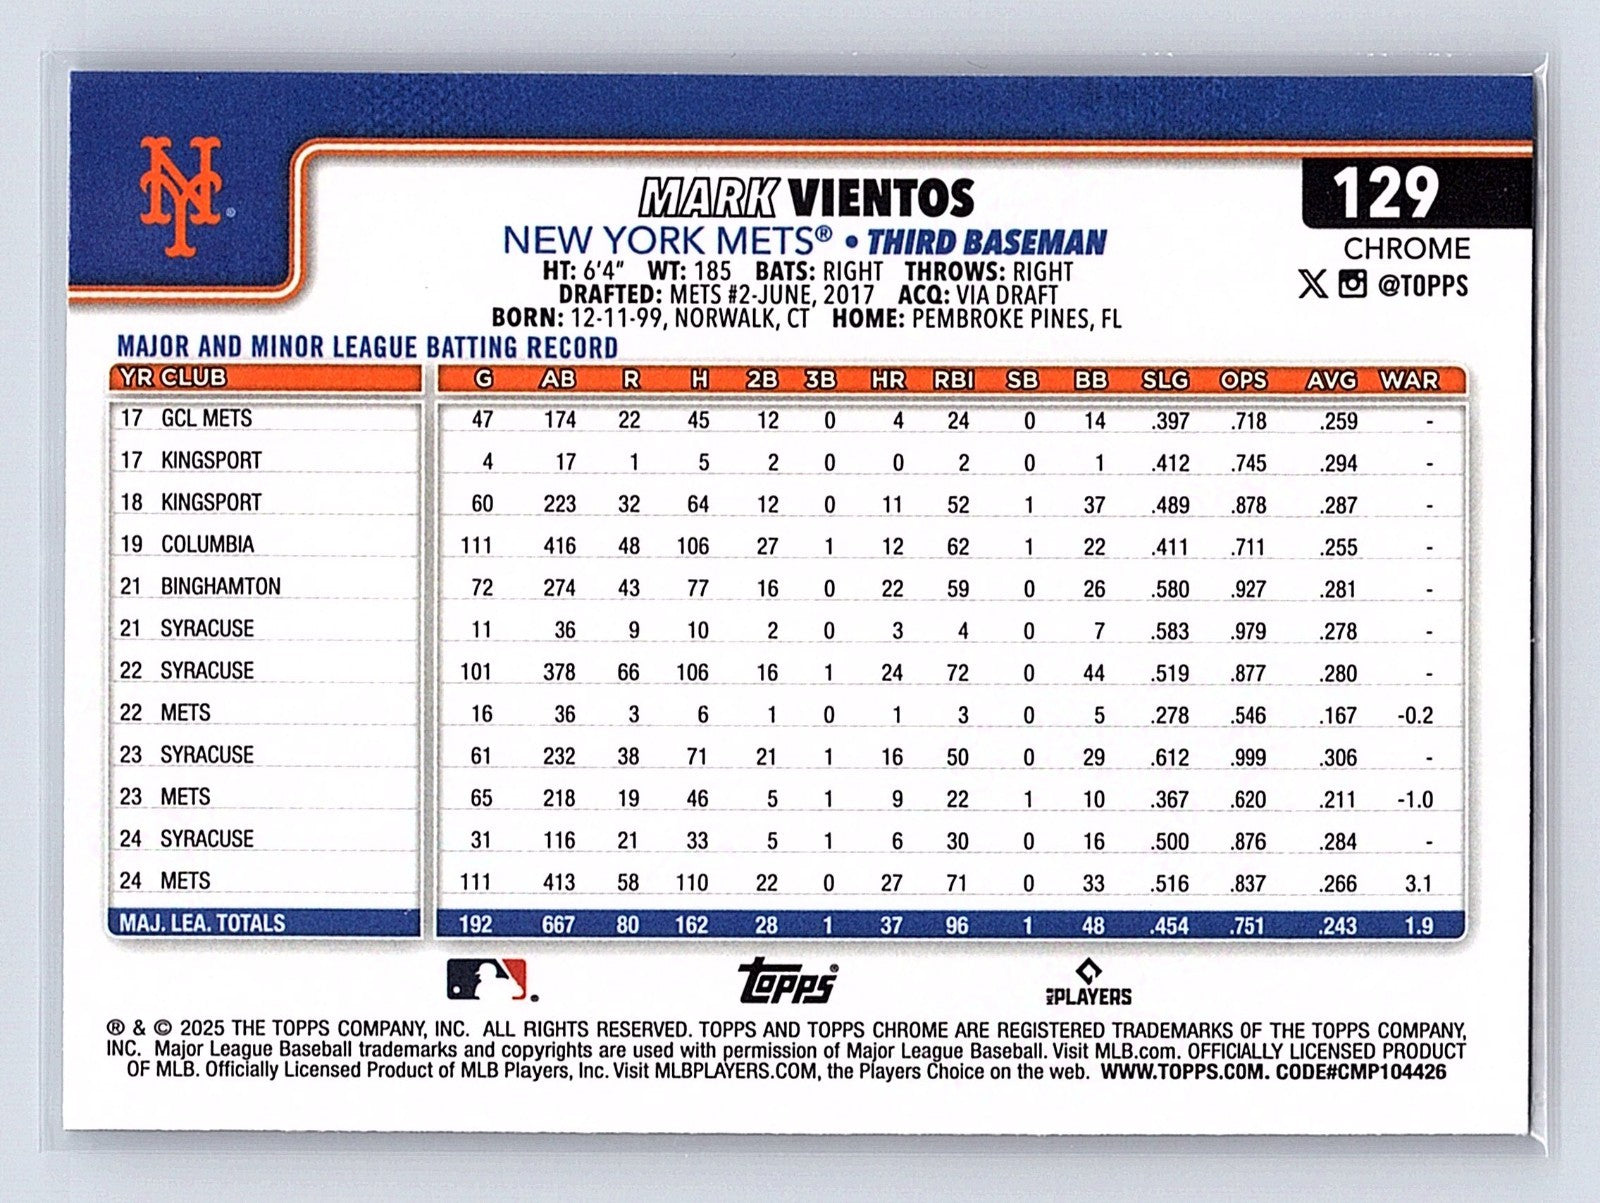 NY
MARK VIENTOS
129
NEW YORK METS® • THIRD BASEMAN
CHROME
HT: 6'4" WT: 185 BATS: RIGHT THROWS: RIGHT
@TOPPS
DRAFTED: METS #2-JUNE, 2017 ACQ: VIA DRAFT
BORN: 12-11-99, NORWALK, CT HOME: PEMBROKE PINES, FL
MAJOR AND MINOR LEAGUE BATTING RECORD
YR CLUB G AB R H 2B 3B HR RBI SB BB SLG OPS AVG WAR
17 GCL METS 47 174 22 45 12 0 4 24 0 14 .397 .718 .259 -
17 KINGSPORT 4 17 1 5 2 0 0 2 0 1 .412 .745 .294 -
18 KINGSPORT 60 223 32 64 12 0 11 52 1 37 .489 .878 .287 -
19 COLUMBIA 111 416 48 106 27 1 12 62 1 22 .411 .711 .255 -
21 BINGHAMTON 72 274 43 77 16 0 22 59 0 26 .580 .927 .281 -
21 SYRACUSE 11 36 9 10 2 0 3 4 0 7 .583 .979 .278 -
22 SYRACUSE 101 378 66 106 16 1 24 72 0 44 .519 .877 .280 -
22 METS 16 36 3 6 1 0 1 3 0 5 .278 .546 .167 -0.2
23 SYRACUSE 61 232 38 71 21 1 16 50 0 29 .612 .999 .306 -
23 METS 65 218 19 46 5 1 9 22 1 10 .367 .620 .211 -1.0
24 SYRACUSE 31 116 21 33 5 1 6 30 0 16 .500 .876 .284 -
24 METS 111 413 58 110 22 0 27 71 0 33 .516 .837 .266 3.1
MAJ. LEA. TOTALS 192 667 80 162 28 1 37 96 1 48 .454 .751 .243 1.9
Topps® MLB PLAYERS
® & © 2025 THE TOPPS COMPANY, INC. ALL RIGHTS RESERVED. TOPPS AND TOPPS CHROME ARE REGISTERED TRADEMARKS OF THE TOPPS COMPANY,
INC. Major League Baseball trademarks and copyrights are used with permission of Major League Baseball. Visit MLB.com. OFFICIALLY LICENSED PRODUCT
OF MLB. Officially Licensed Product of MLB Players, Inc. Visit MLBPLAYERS.COM, the Players Choice on the web. WWW.TOPPS.COM. CODE#CMP104426